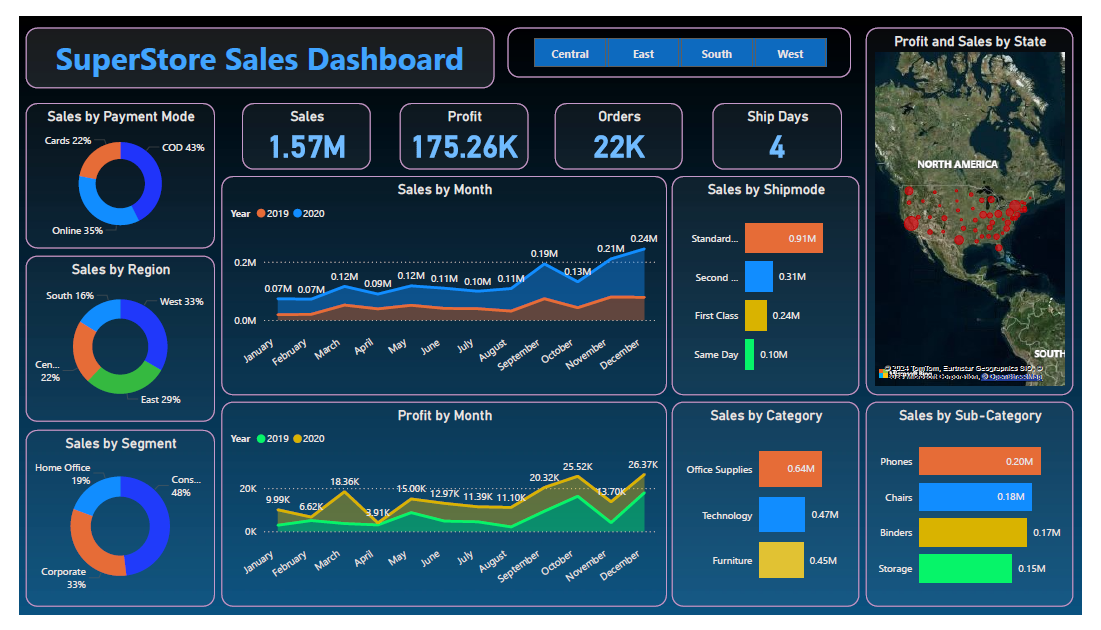 SuperStore Sales Dashboard
Central East South West
Profit and Sales by State
NORTH AMERICA
SOUTH
Sales by Payment Mode
Cards 22%
COD 43%
Online 35%
Sales
1.57M
Profit
175.26K
Orders
22K
Ship Days
4
Sales by Region
South 16%
West 33%
Cen...
22%
East 29%
Sales by Month
Year 2019 2020
0.2M
0.0M
0.07M 0.07M 0.12M 0.09M 0.12M 0.11M 0.10M 0.11M 0.19M 0.13M 0.21M 0.24M
January February March April May June July August September October November December
Sales by Shipmode
Standard... 0.91M
Second ... 0.31M
First Class 0.24M
Same Day 0.10M
Sales by Segment
Home Office
19%
Cons...
48%
Corporate
33%
Profit by Month
Year 2019 2020
20K
0K
9.99K 6.62K 18.36K 3.91K 15.00K 12.97K 11.39K 11.10K 20.32K 25.52K 13.70K 26.37K
January February March April May June July August September October November December
Sales by Category
Office Supplies 0.64M
Technology 0.47M
Furniture 0.45M
Sales by Sub-Category
Phones 0.20M
Chairs 0.18M
Binders 0.17M
Storage 0.15M